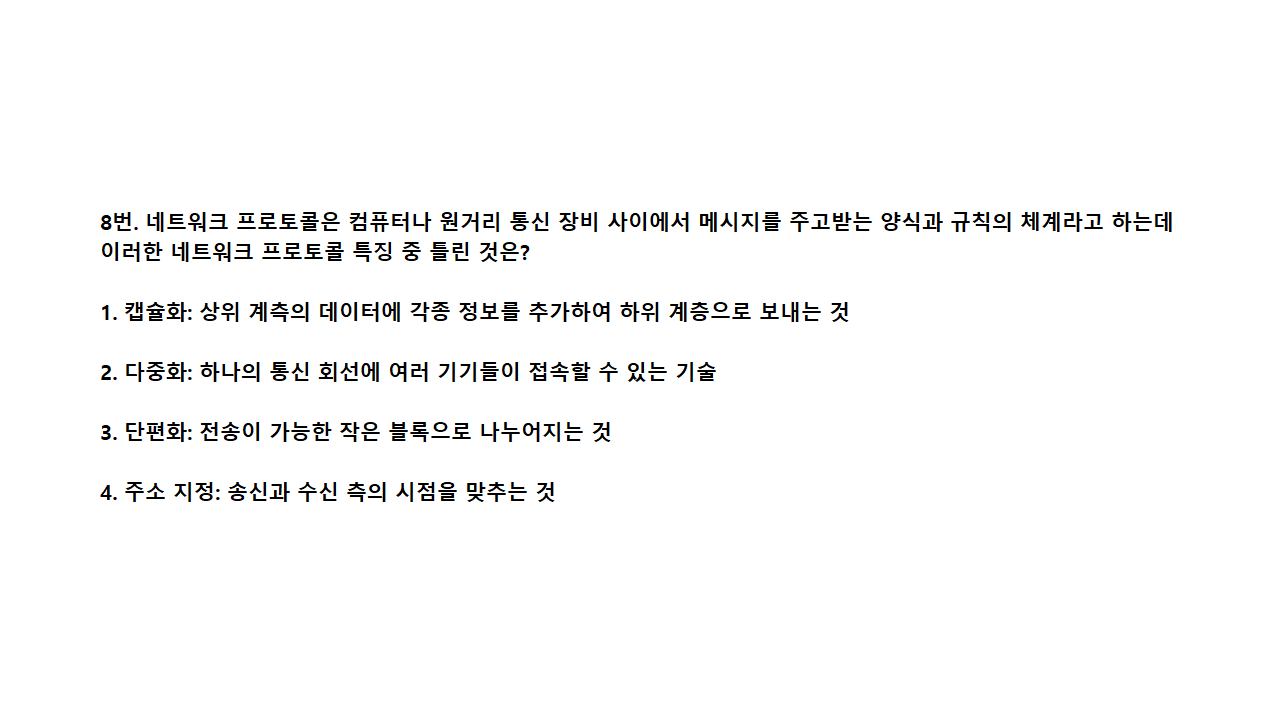 8번. 네트워크 프로토콜은 컴퓨터나 원거리 통신 장비 사이에서 메시지를 주고받는 양식과 규칙의 체계라고 하는데
이러한 네트워크 프로토콜 특징 중 틀린 것은?
1. 캡슐화: 상위 계측의 데이터에 각종 정보를 추가하여 하위 계층으로 보내는 것
2. 다중화: 하나의 통신 회선에 여러 기기들이 접속할 수 있는 기술
3. 단편화: 전송이 가능한 작은 블록으로 나누어지는 것
4. 주소 지정: 송신과 수신 측의 시점을 맞추는 것